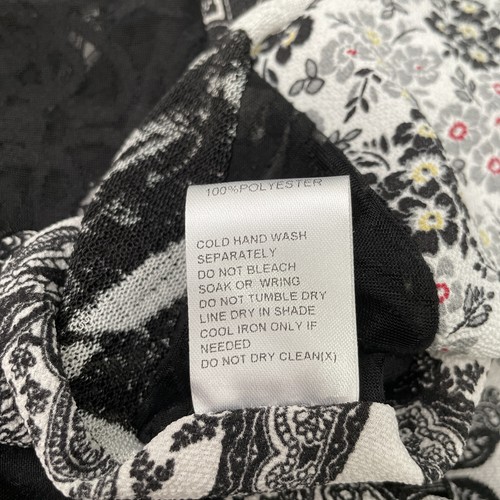 100%POLYESTER
COLD HAND WASH
SEPARATELY
DO NOT BLEACH
SOAK OR WRING
DO NOT TUMBLE DRY
LINE DRY IN SHADE
COOL IRON ONLY IF
NEEDED
DO NOT DRY CLEAN(X)